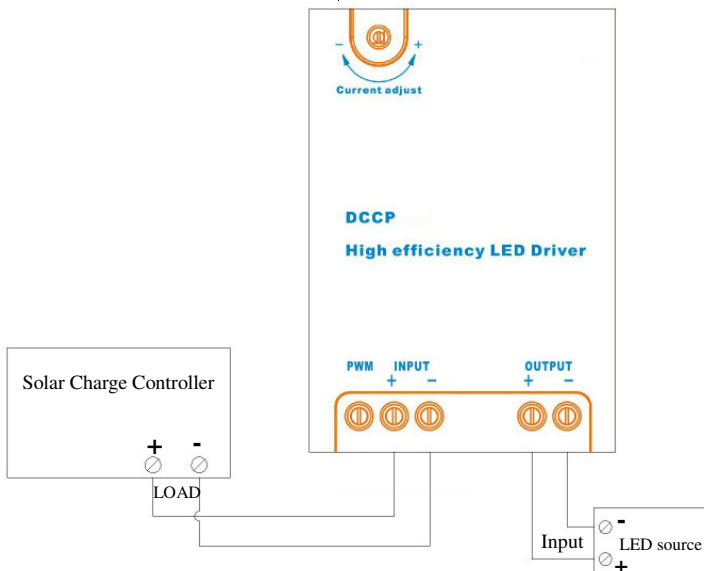 - +
Current adjust
DCCP
High efficiency LED Driver
PWM INPUT OUTPUT
+ - + -
Solar Charge Controller
+ -
LOAD
-
Input LED source
+